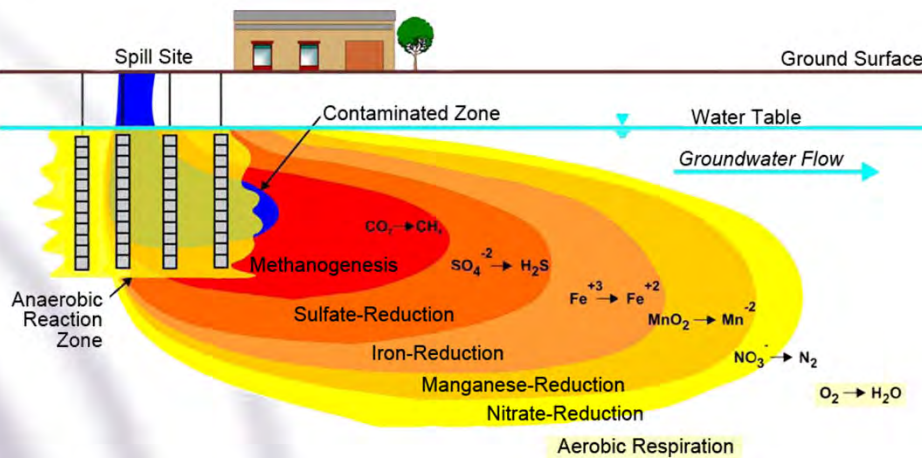 Spill Site
Ground Surface
Contaminated Zone
Water Table
Groundwater Flow
CO₂→CH₄
Methanogenesis
SO₄⁻² → H₂S
Anaerobic
Reaction
Zone
Sulfate-Reduction
Fe⁺³ → Fe⁺²
MnO₂ → Mn⁻²
Iron-Reduction
NO₃⁻ → N₂
Manganese-Reduction
O₂ → H₂O
Nitrate-Reduction
Aerobic Respiration